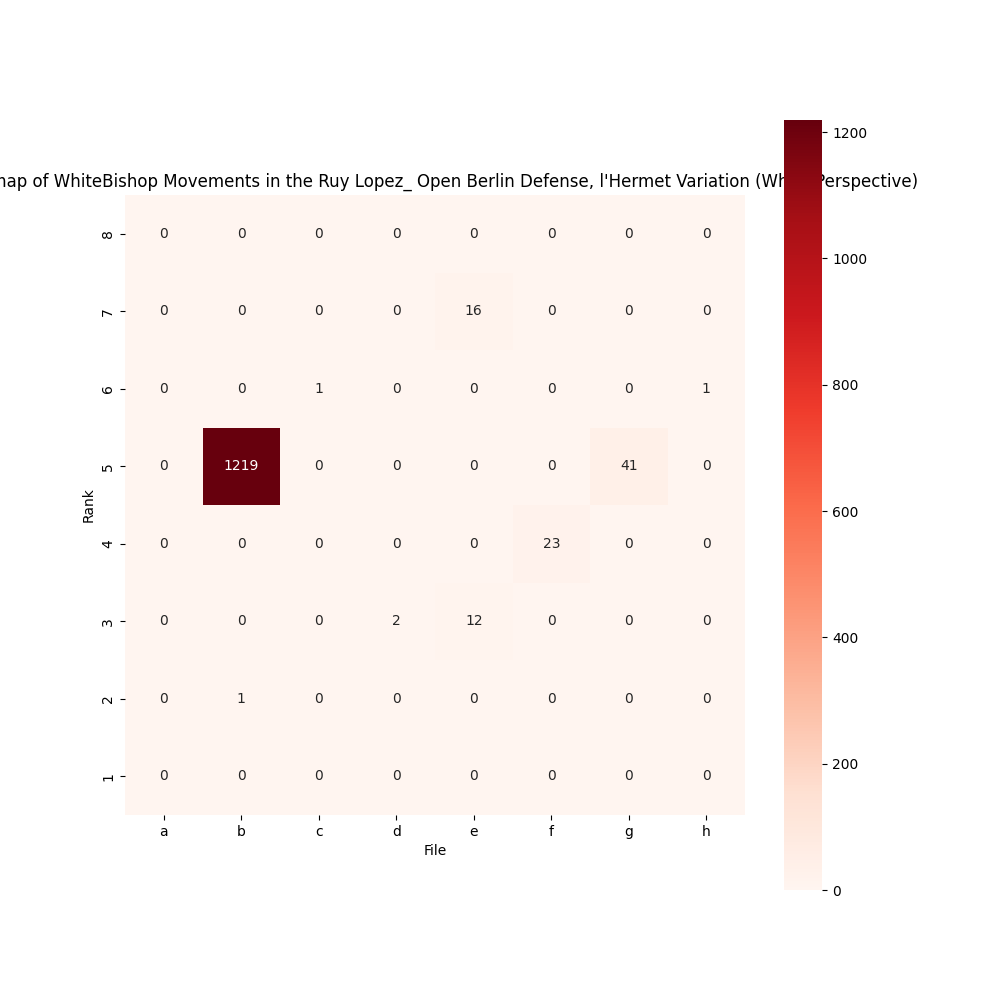 map of WhiteBishop Movements in the Ruy Lopez_ Open Berlin Defense, l'Hermet Variation (White Perspective)
8 0 0 0 0 0 0 0 0
7 0 0 0 0 16 0 0 0
6 0 0 1 0 0 0 0 1
5 0 1219 0 0 0 0 41 0
4 0 0 0 0 0 23 0 0
3 0 0 0 2 12 0 0 0
2 0 1 0 0 0 0 0 0
1 0 0 0 0 0 0 0 0
a b c d e f g h
File
Rank
1200
1000
800
600
400
200
0